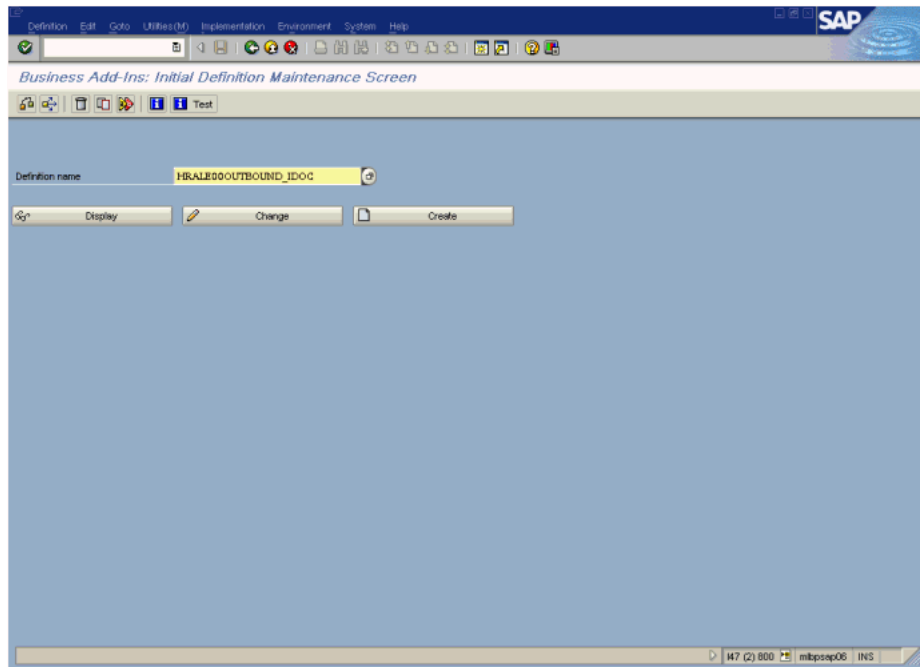 Definition Edit Goto Utilities(M) Implementation Environment System Help
SAP
Business Add-Ins: Initial Definition Maintenance Screen
Test
Definition name HRALE00OUTBOUND_IDOC
Display Change Create
I47 (2) 800 mlbpsap06 INS